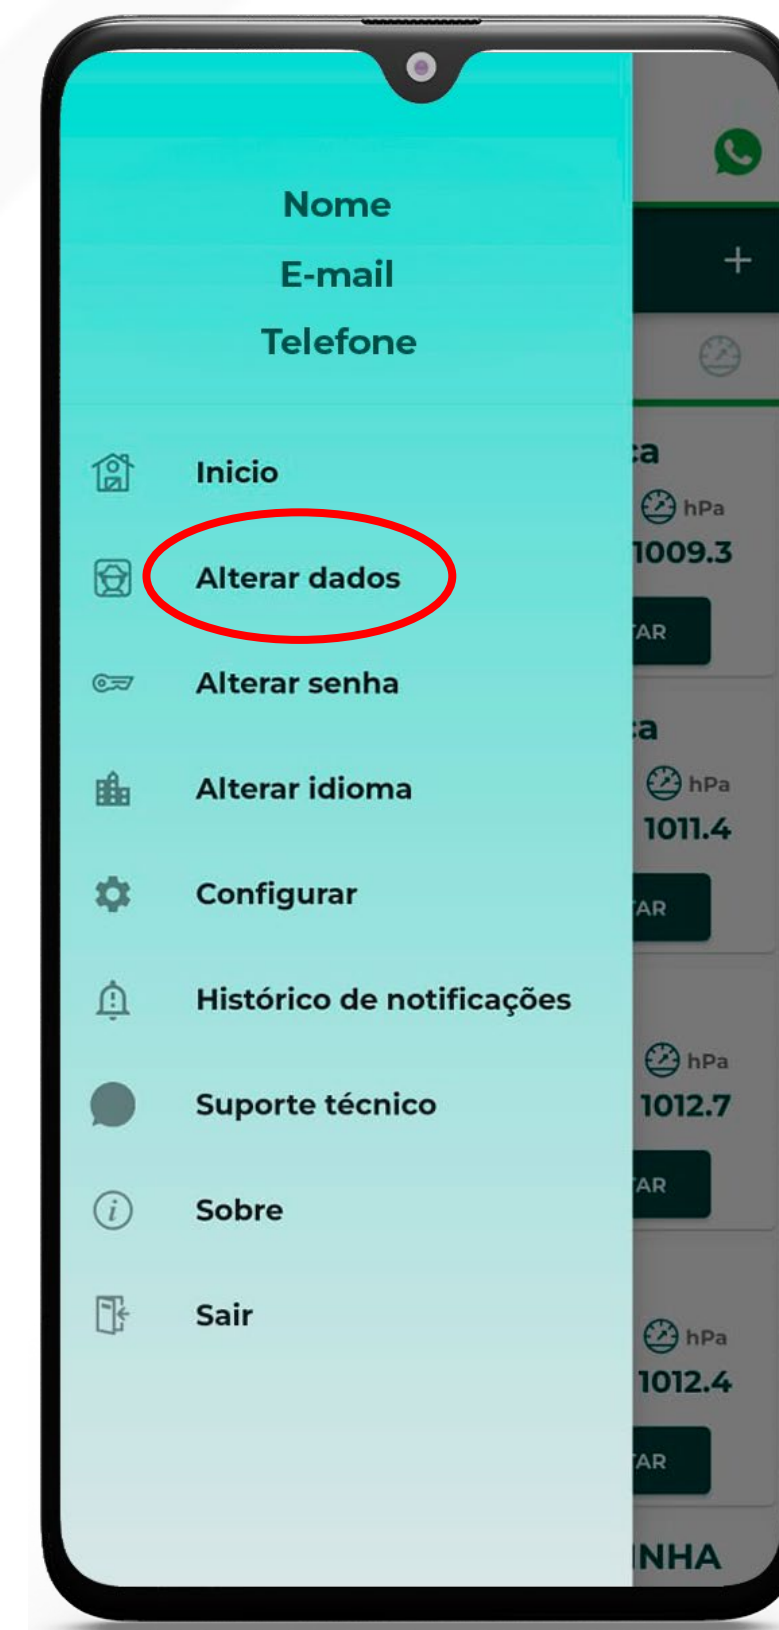 Nome
E-mail
Telefone
Inicio
Alterar dados
Alterar senha
Alterar idioma
Configurar
Histórico de notificações
Suporte técnico
Sobre
Sair
+
hPa
1009.3
hPa
1011.4
hPa
1012.7
hPa
1012.4